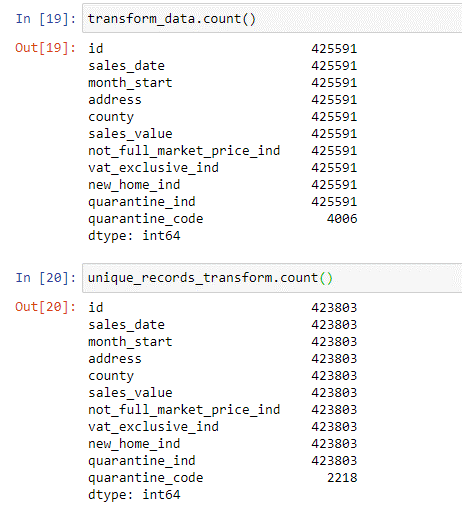 In [19]: transform_data.count()
Out[19]: id 425591
sales_date 425591
month_start 425591
address 425591
county 425591
sales_value 425591
not_full_market_price_ind 425591
vat_exclusive_ind 425591
new_home_ind 425591
quarantine_ind 425591
quarantine_code 4006
dtype: int64
In [20]: unique_records_transform.count()
Out[20]: id 423803
sales_date 423803
month_start 423803
address 423803
county 423803
sales_value 423803
not_full_market_price_ind 423803
vat_exclusive_ind 423803
new_home_ind 423803
quarantine_ind 423803
quarantine_code 2218
dtype: int64